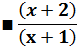 ■ (x + 2)
(x + 1)